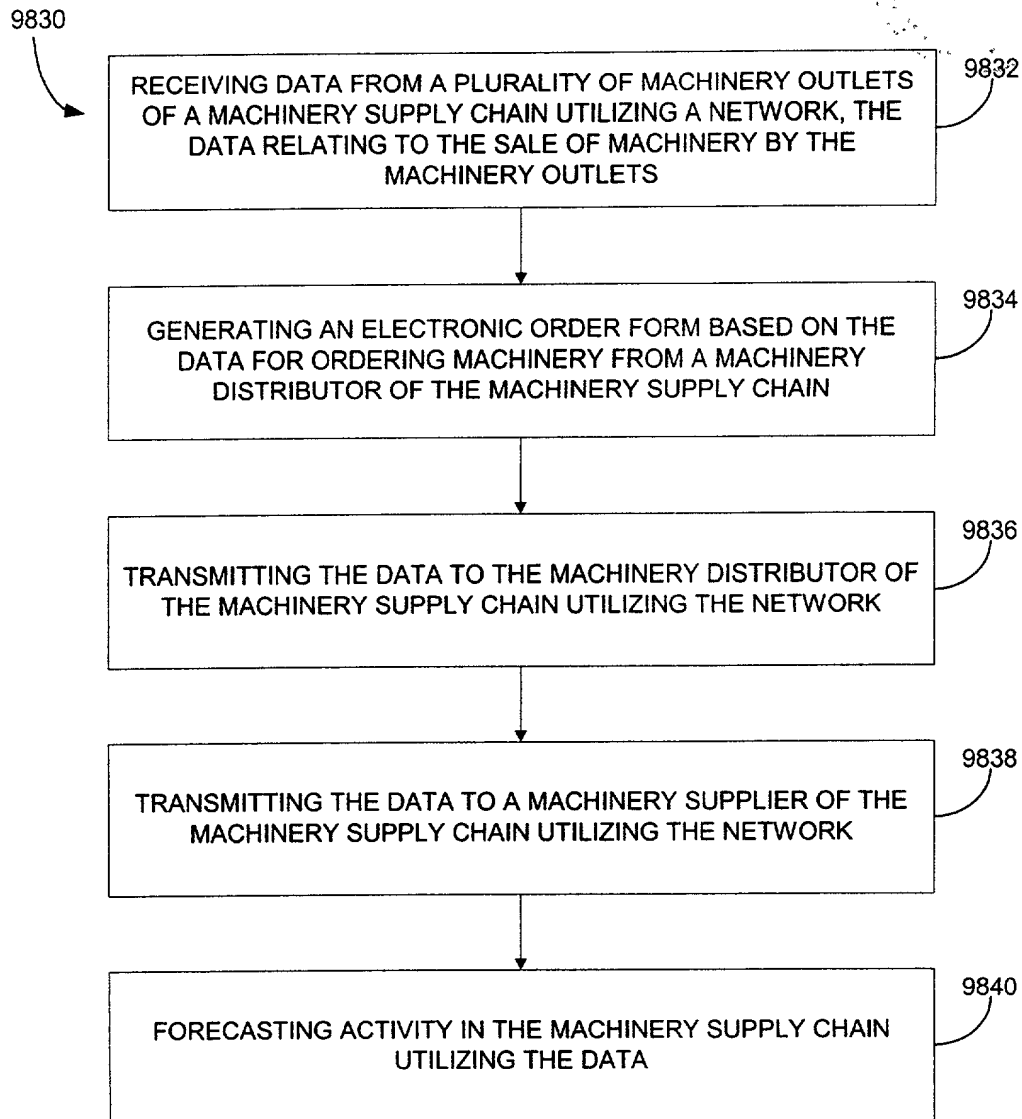 9830
9832
RECEIVING DATA FROM A PLURALITY OF MACHINERY OUTLETS
OF A MACHINERY SUPPLY CHAIN UTILIZING A NETWORK, THE
DATA RELATING TO THE SALE OF MACHINERY BY THE
MACHINERY OUTLETS
9834
GENERATING AN ELECTRONIC ORDER FORM BASED ON THE
DATA FOR ORDERING MACHINERY FROM A MACHINERY
DISTRIBUTOR OF THE MACHINERY SUPPLY CHAIN
9836
TRANSMITTING THE DATA TO THE MACHINERY DISTRIBUTOR OF
THE MACHINERY SUPPLY CHAIN UTILIZING THE NETWORK
9838
TRANSMITTING THE DATA TO A MACHINERY SUPPLIER OF THE
MACHINERY SUPPLY CHAIN UTILIZING THE NETWORK
9840
FORECASTING ACTIVITY IN THE MACHINERY SUPPLY CHAIN
UTILIZING THE DATA